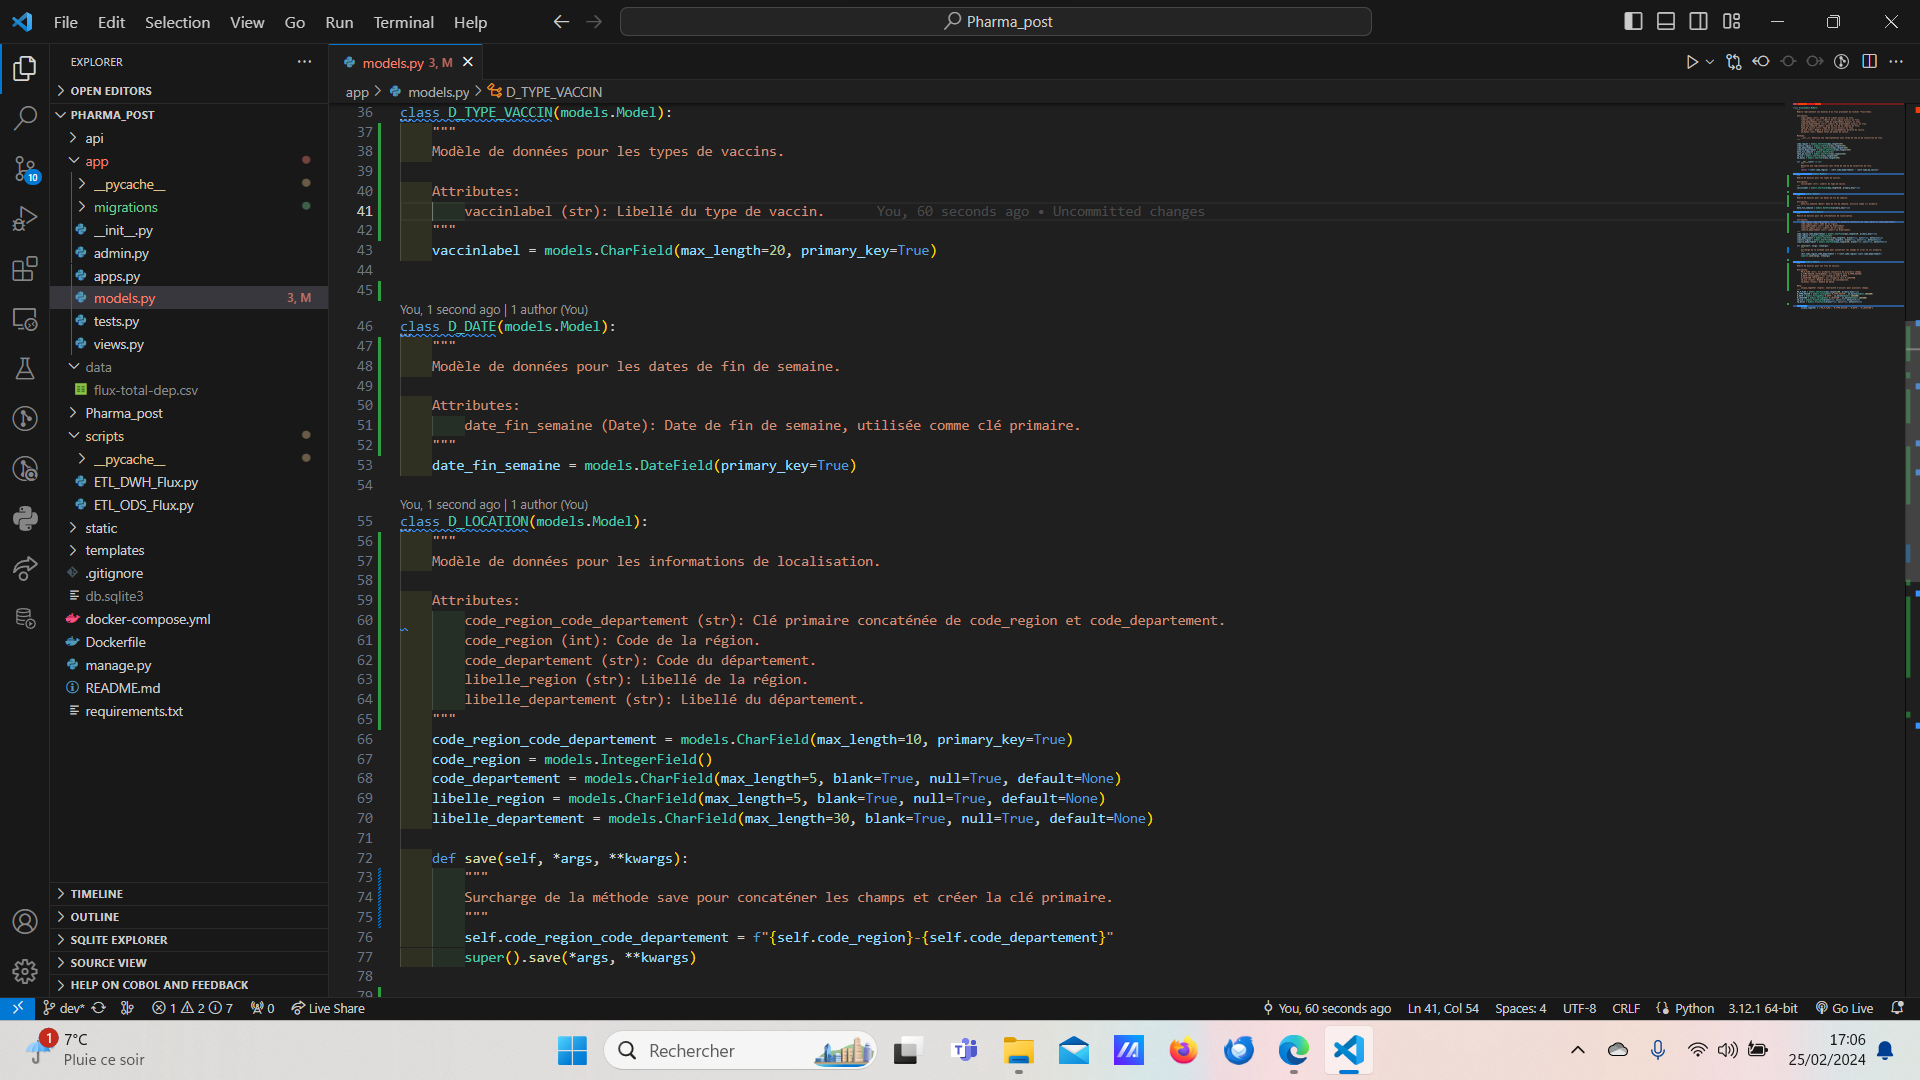 File Edit Selection View Go Run Terminal Help
Pharma_post
EXPLORER
OPEN EDITORS
PHARMA_POST
api
app
__pycache__
migrations
__init__.py
admin.py
apps.py
models.py 3, M
tests.py
views.py
data
flux-total-dep.csv
Pharma_post
scripts
__pycache__
ETL_DWH_Flux.py
ETL_ODS_Flux.py
static
templates
.gitignore
db.sqlite3
docker-compose.yml
Dockerfile
manage.py
README.md
requirements.txt
TIMELINE
OUTLINE
SQLITE EXPLORER
SOURCE VIEW
HELP ON COBOL AND FEEDBACK
10
models.py 3, M
app > models.py > D_TYPE_VACCIN
36 class D_TYPE_VACCIN(models.Model):
37 """
38 Modèle de données pour les types de vaccins.
39
40 Attributes:
41 vaccinlabel (str): Libellé du type de vaccin. You, 60 seconds ago • Uncommitted changes
42 """
43 vaccinlabel = models.CharField(max_length=20, primary_key=True)
44
45
You, 1 second ago | 1 author (You)
46 class D_DATE(models.Model):
47 """
48 Modèle de données pour les dates de fin de semaine.
49
50 Attributes:
51 date_fin_semaine (Date): Date de fin de semaine, utilisée comme clé primaire.
52 """
53 date_fin_semaine = models.DateField(primary_key=True)
54
You, 1 second ago | 1 author (You)
55 class D_LOCATION(models.Model):
56 """
57 Modèle de données pour les informations de localisation.
58
59 Attributes:
60 code_region_code_departement (str): Clé primaire concaténée de code_region et code_departement.
61 code_region (int): Code de la région.
62 code_departement (str): Code du département.
63 libelle_region (str): Libellé de la région.
64 libelle_departement (str): Libellé du département.
65 """
66 code_region_code_departement = models.CharField(max_length=10, primary_key=True)
67 code_region = models.IntegerField()
68 code_departement = models.CharField(max_length=5, blank=True, null=True, default=None)
69 libelle_region = models.CharField(max_length=5, blank=True, null=True, default=None)
70 libelle_departement = models.CharField(max_length=30, blank=True, null=True, default=None)
71
72 def save(self, *args, **kwargs):
73 """
74 Surcharge de la méthode save pour concaténer les champs et créer la clé primaire.
75 """
76 self.code_region_code_departement = f"{self.code_region}-{self.code_departement}"
77 super().save(*args, **kwargs)
78
79
dev* 1 2 7 0 Live Share
You, 60 seconds ago Ln 41, Col 54 Spaces: 4 UTF-8 CRLF Python 3.12.1 64-bit Go Live
1
7°C
Pluie ce soir
Rechercher
17:06
25/02/2024